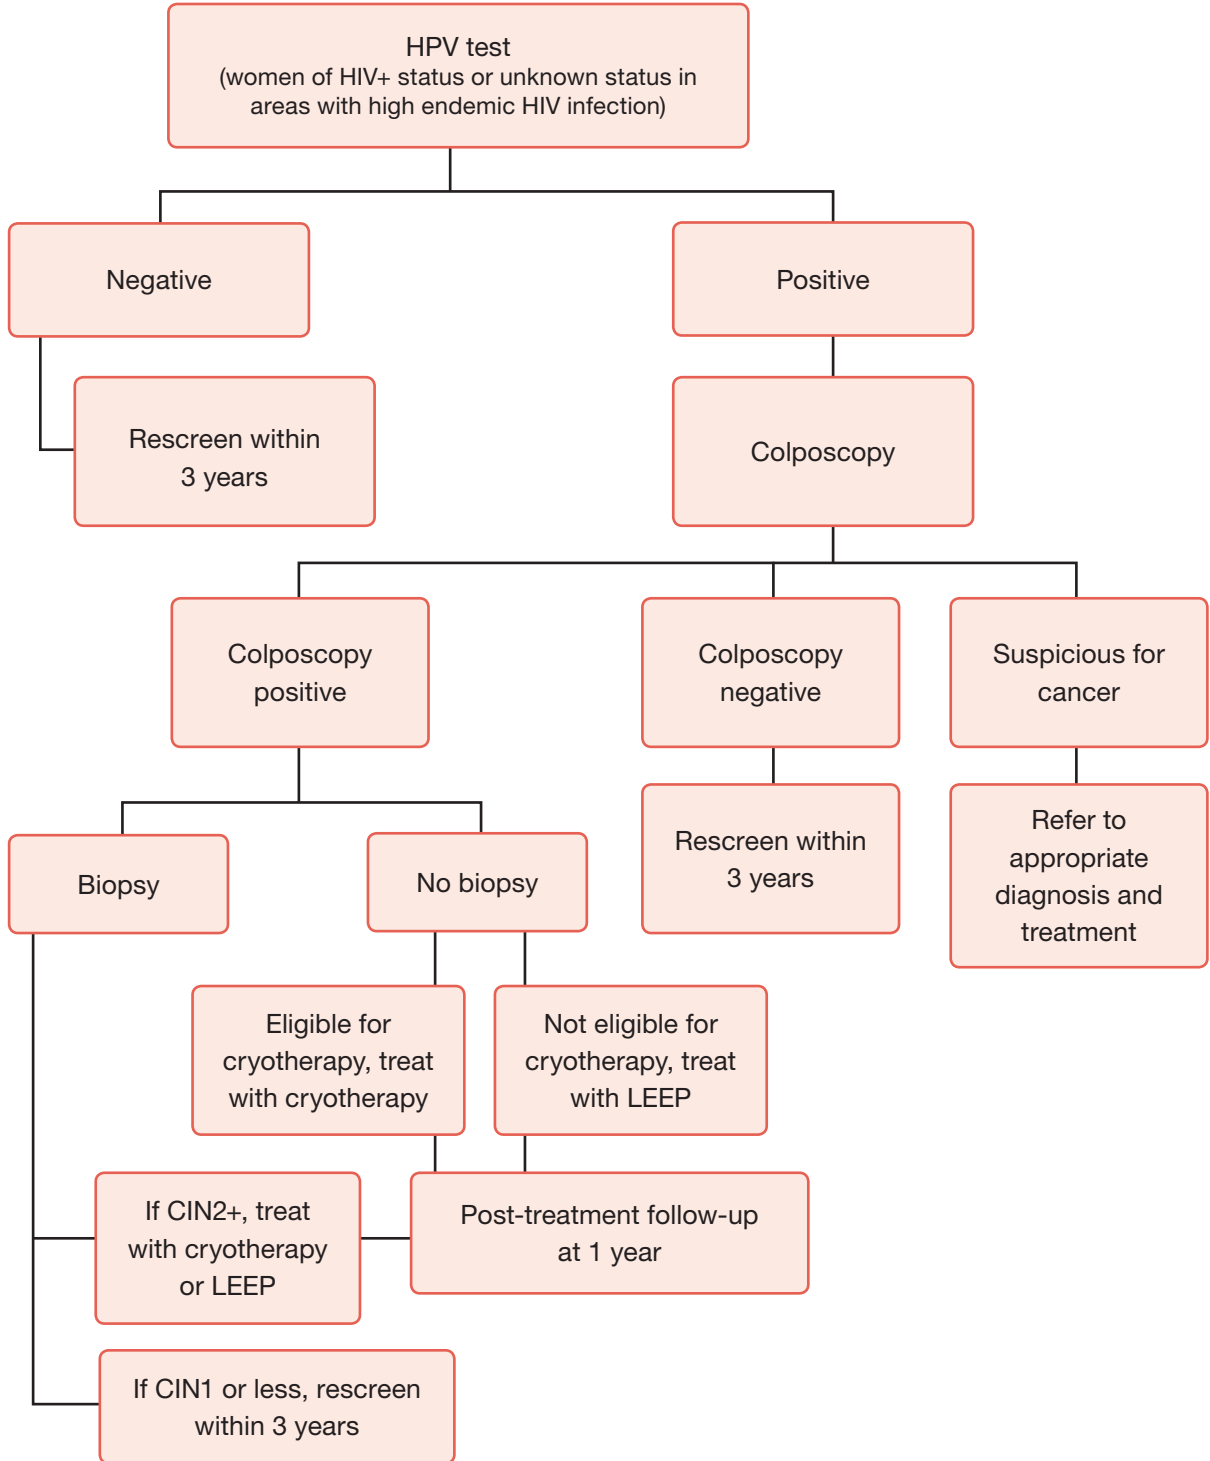 HPV test
(women of HIV+ status or unknown status in
areas with high endemic HIV infection)
Negative
Positive
Rescreen within
3 years
Colposcopy
Colposcopy
positive
Colposcopy
negative
Suspicious for
cancer
Biopsy
No biopsy
Rescreen within
3 years
Refer to
appropriate
diagnosis and
treatment
Eligible for
cryotherapy, treat
with cryotherapy
Not eligible for
cryotherapy, treat
with LEEP
If CIN2+, treat
with cryotherapy
or LEEP
Post-treatment follow-up
at 1 year
If CIN1 or less, rescreen
within 3 years